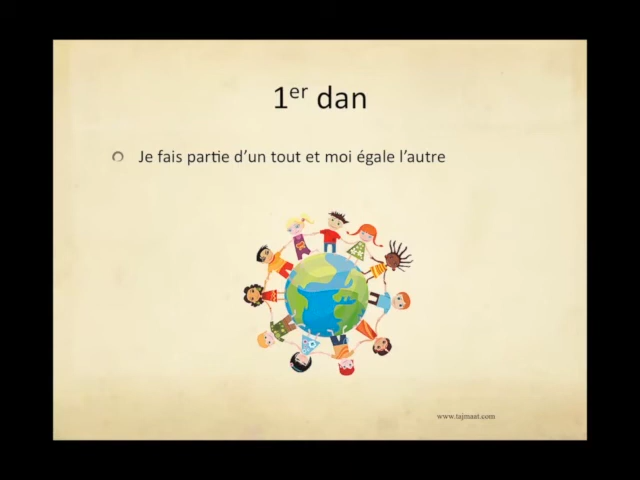 1er dan
Je fais partie d'un tout et moi égale l'autre
www.tajmaat.com